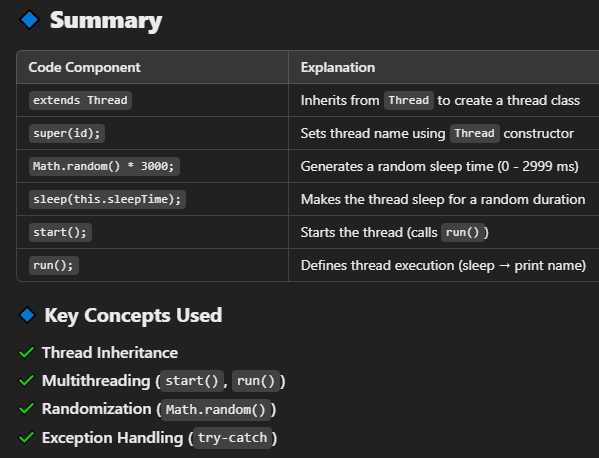 Summary
Code Component Explanation
extends Thread Inherits from Thread to create a thread class
super(id); Sets thread name using Thread constructor
Math.random() * 3000; Generates a random sleep time (0 - 2999 ms)
sleep(this.sleepTime); Makes the thread sleep for a random duration
start(); Starts the thread (calls run())
run(); Defines thread execution (sleep → print name)
Key Concepts Used
Thread Inheritance
Multithreading (start(), run())
Randomization (Math.random())
Exception Handling (try-catch)